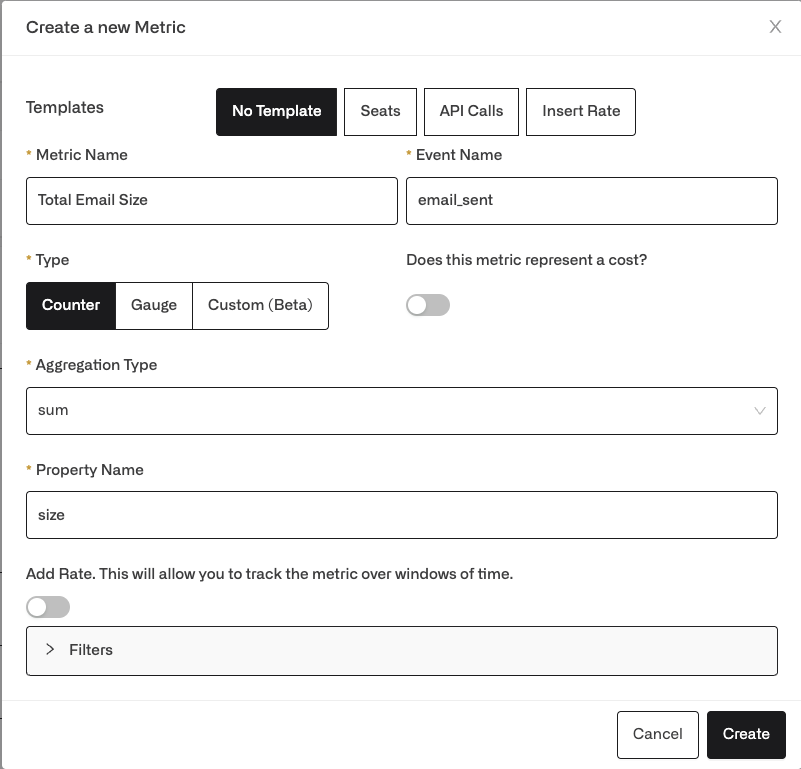 Create a new Metric X
Templates No Template Seats API Calls Insert Rate
* Metric Name * Event Name
Total Email Size email_sent
* Type Does this metric represent a cost?
Counter Gauge Custom (Beta)
* Aggregation Type
sum
* Property Name
size
Add Rate. This will allow you to track the metric over windows of time.
Filters
Cancel Create